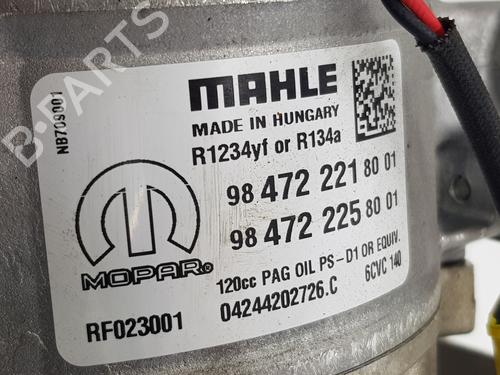 MAHLE
MADE IN HUNGARY
R1234yf or R134a
98 472 221 80 01
98 472 225 80 01
120cc PAG OIL PS-D1 OR EQUIV.
04244202726.C
6CVC 140
NB709001
MOPAR®
RF023001
B-PARTS